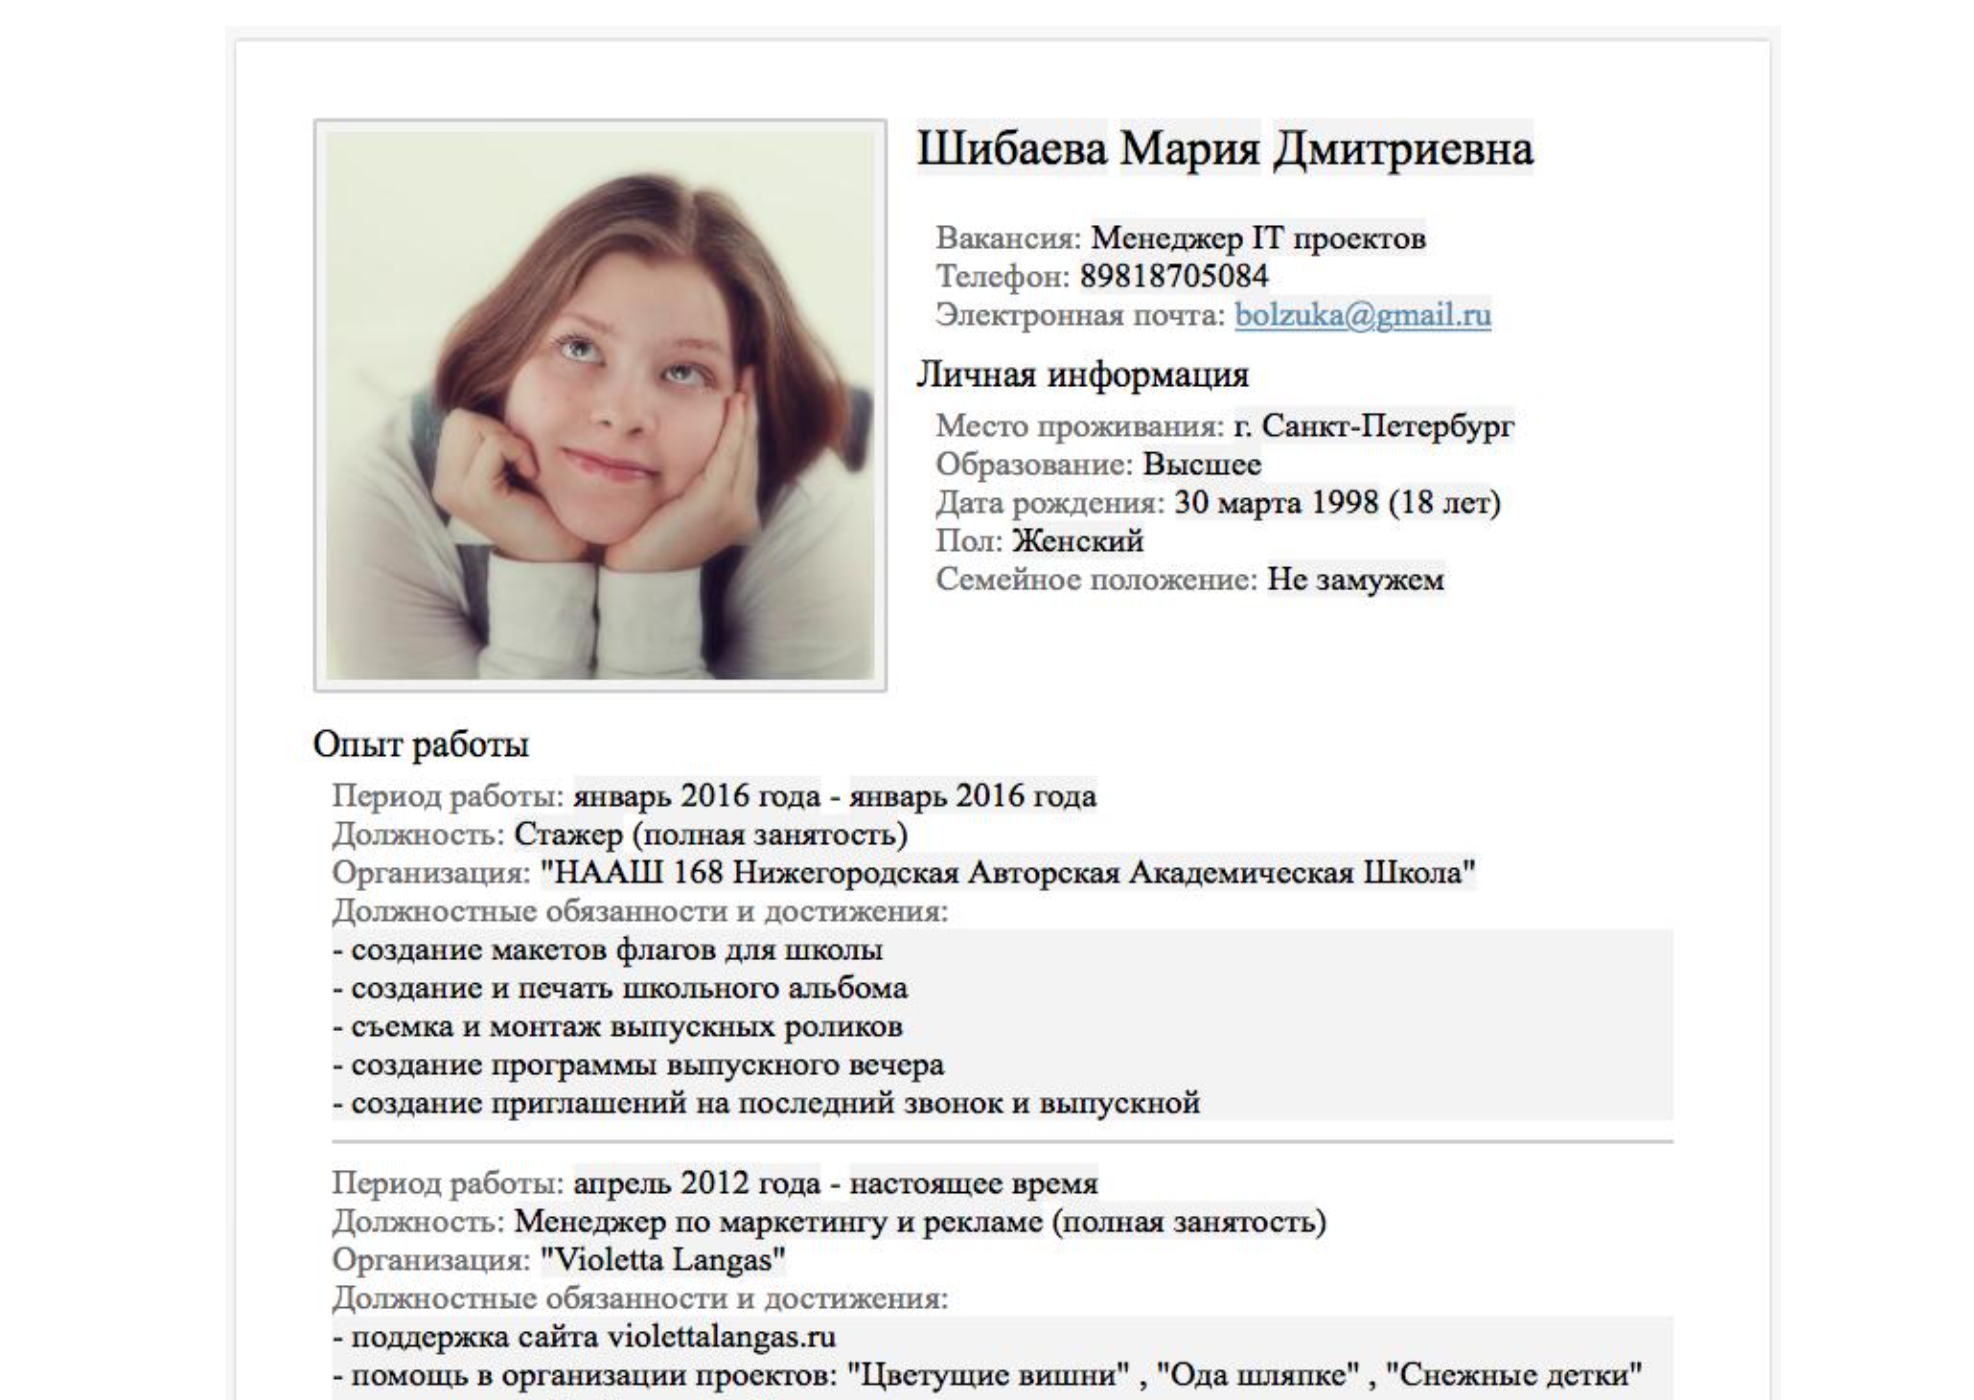 Шибаева Мария Дмитриевна
Вакансия: Менеджер IT проектов
Телефон: 89818705084
Электронная почта: bolzuka@gmail.ru
Личная информация
Место проживания: г. Санкт-Петербург
Образование: Высшее
Дата рождения: 30 марта 1998 (18 лет)
Пол: Женский
Семейное положение: Не замужем
Опыт работы
Период работы: январь 2016 года - январь 2016 года
Должность: Стажер (полная занятость)
Организация: "НААШ 168 Нижегородская Авторская Академическая Школа"
Должностные обязанности и достижения:
- создание макетов флагов для школы
- создание и печать школьного альбома
- съемка и монтаж выпускных роликов
- создание программы выпускного вечера
- создание приглашений на последний звонок и выпускной
Период работы: апрель 2012 года - настоящее время
Должность: Менеджер по маркетингу и рекламе (полная занятость)
Организация: "Violetta Langas"
Должностные обязанности и достижения:
- поддержка сайта violettalangas.ru
- помощь в организации проектов: "Цветущие вишни" , "Ода шляпке" , "Снежные детки"